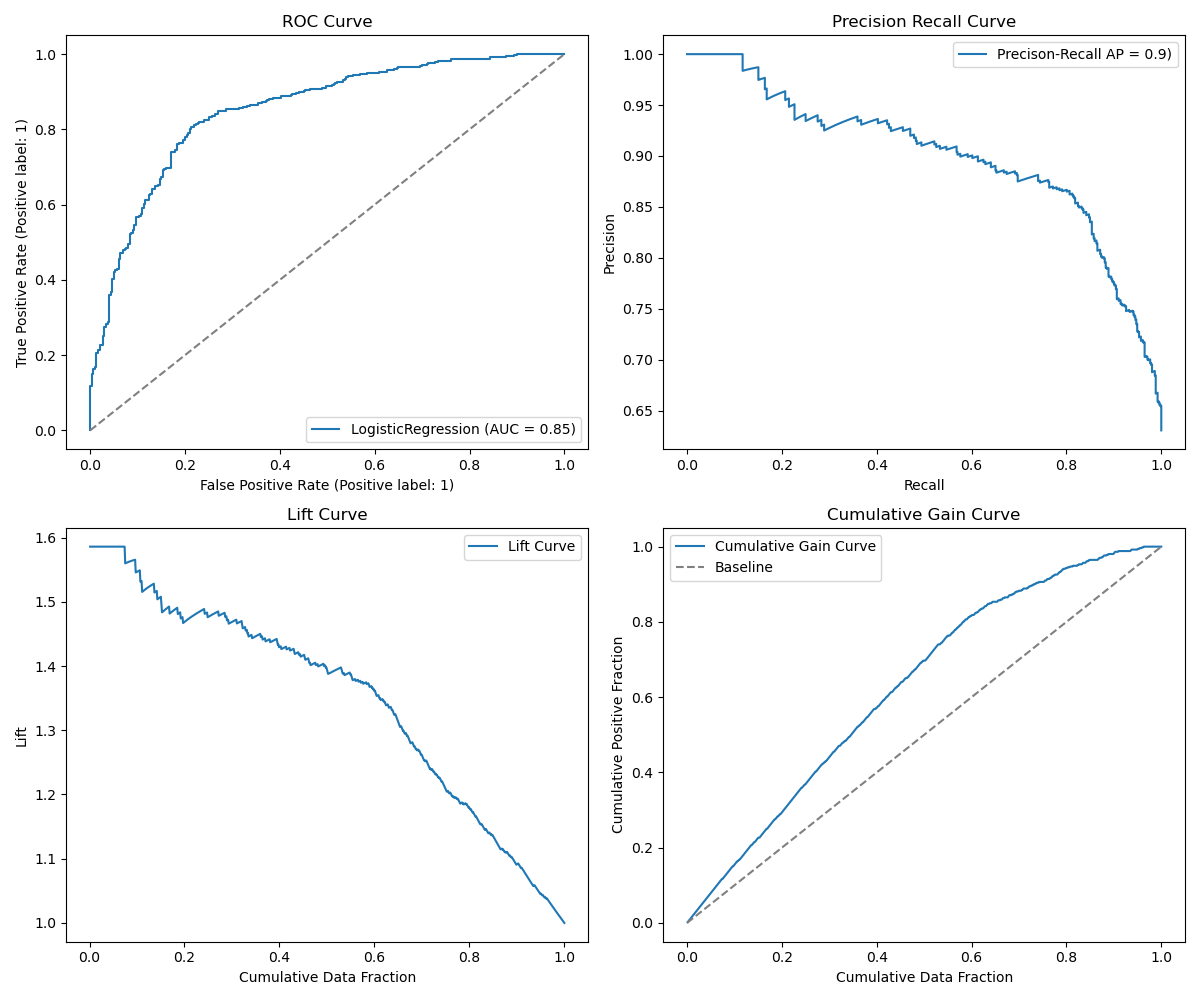 ROC Curve
1.0
0.8
0.6
0.4
0.2
0.0
True Positive Rate (Positive label: 1)
LogisticRegression (AUC = 0.85)
0.0 0.2 0.4 0.6 0.8 1.0
False Positive Rate (Positive label: 1)
Precision Recall Curve
1.00
0.95
0.90
0.85
0.80
0.75
0.70
0.65
Precision
Precison-Recall AP = 0.9)
0.0 0.2 0.4 0.6 0.8 1.0
Recall
Lift Curve
1.6
1.5
1.4
1.3
1.2
1.1
1.0
Lift
Lift Curve
0.0 0.2 0.4 0.6 0.8 1.0
Cumulative Data Fraction
Cumulative Gain Curve
1.0
0.8
0.6
0.4
0.2
0.0
Cumulative Positive Fraction
Cumulative Gain Curve
Baseline
0.0 0.2 0.4 0.6 0.8 1.0
Cumulative Data Fraction